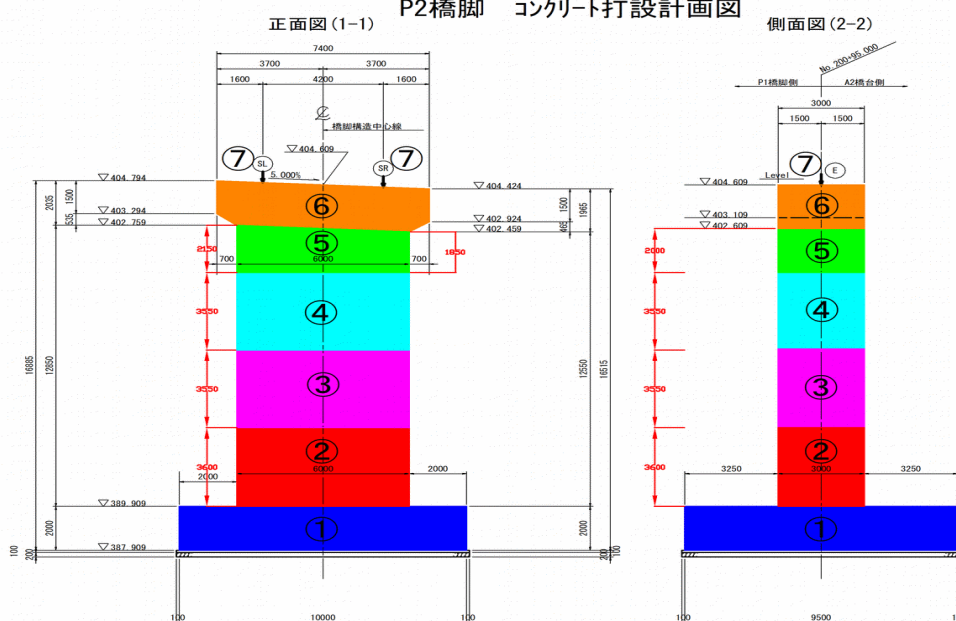 P2橋脚 コンクリート打設計画図
正面図(1-1)
側面図(2-2)
7400
3700 3700
1600 4200 1600
橋脚構造中心線
▽404.609
⑦ SL
SR ⑦
5.000%
▽404.794
▽403.294
▽402.759
▽404.424
▽402.924
▽402.459
2035 1500 535
1500 1965 465
⑥
⑤
④
③
②
①
2150
1850
700 6000 700
3550
3550
3600
16885 12850
12550 16515
6000
2000 2000
▽389.909
▽387.909
2000
2000
100 200
200 100
100 10000 100
No.200+95.000
P1橋脚側 A2橋台側
3000
1500 1500
⑦ E
Level
▽404.609
▽403.109
▽402.609
⑥
⑤
④
③
②
①
2000
3550
3550
3600
3250 3000 3250
100 9500